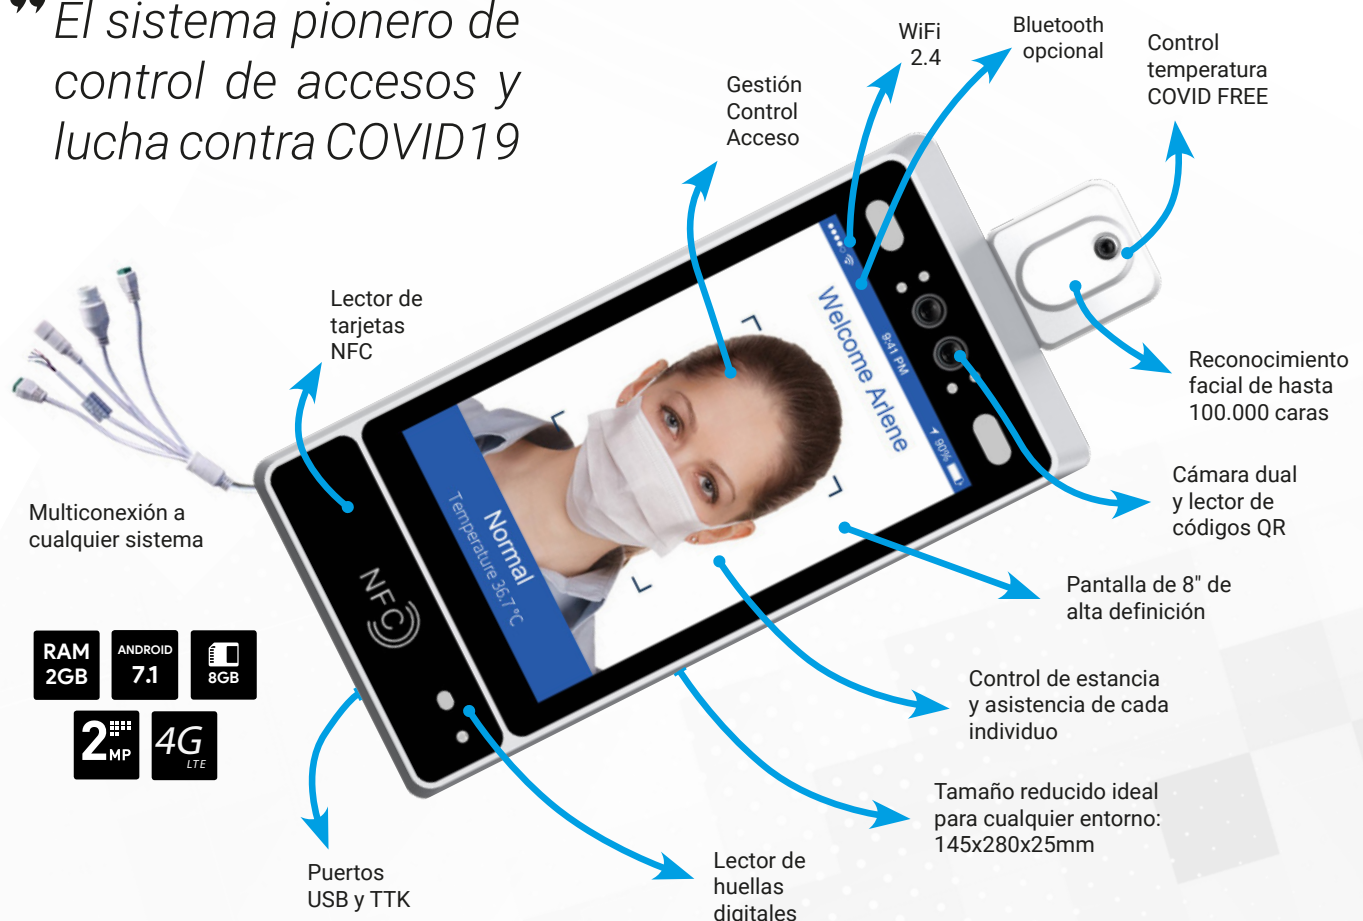 ” El sistema pionero de
control de accesos y
lucha contra COVID19
WiFi
2.4
Bluetooth
opcional
Control
temperatura
COVID FREE
Gestión
Control
Acceso
Lector de
tarjetas
NFC
Multiconexión a
cualquier sistema
9:41 PM
90%
Welcome Arlene
Normal
Temperature 36.7 °C
NFC
Reconocimiento
facial de hasta
100.000 caras
Cámara dual
y lector de
códigos QR
Pantalla de 8" de
alta definición
Control de estancia
y asistencia de cada
individuo
Tamaño reducido ideal
para cualquier entorno:
145x280x25mm
Lector de
huellas
digitales
Puertos
USB y TTK
RAM
2GB
ANDROID
7.1
8GB
2 MP
4G
LTE